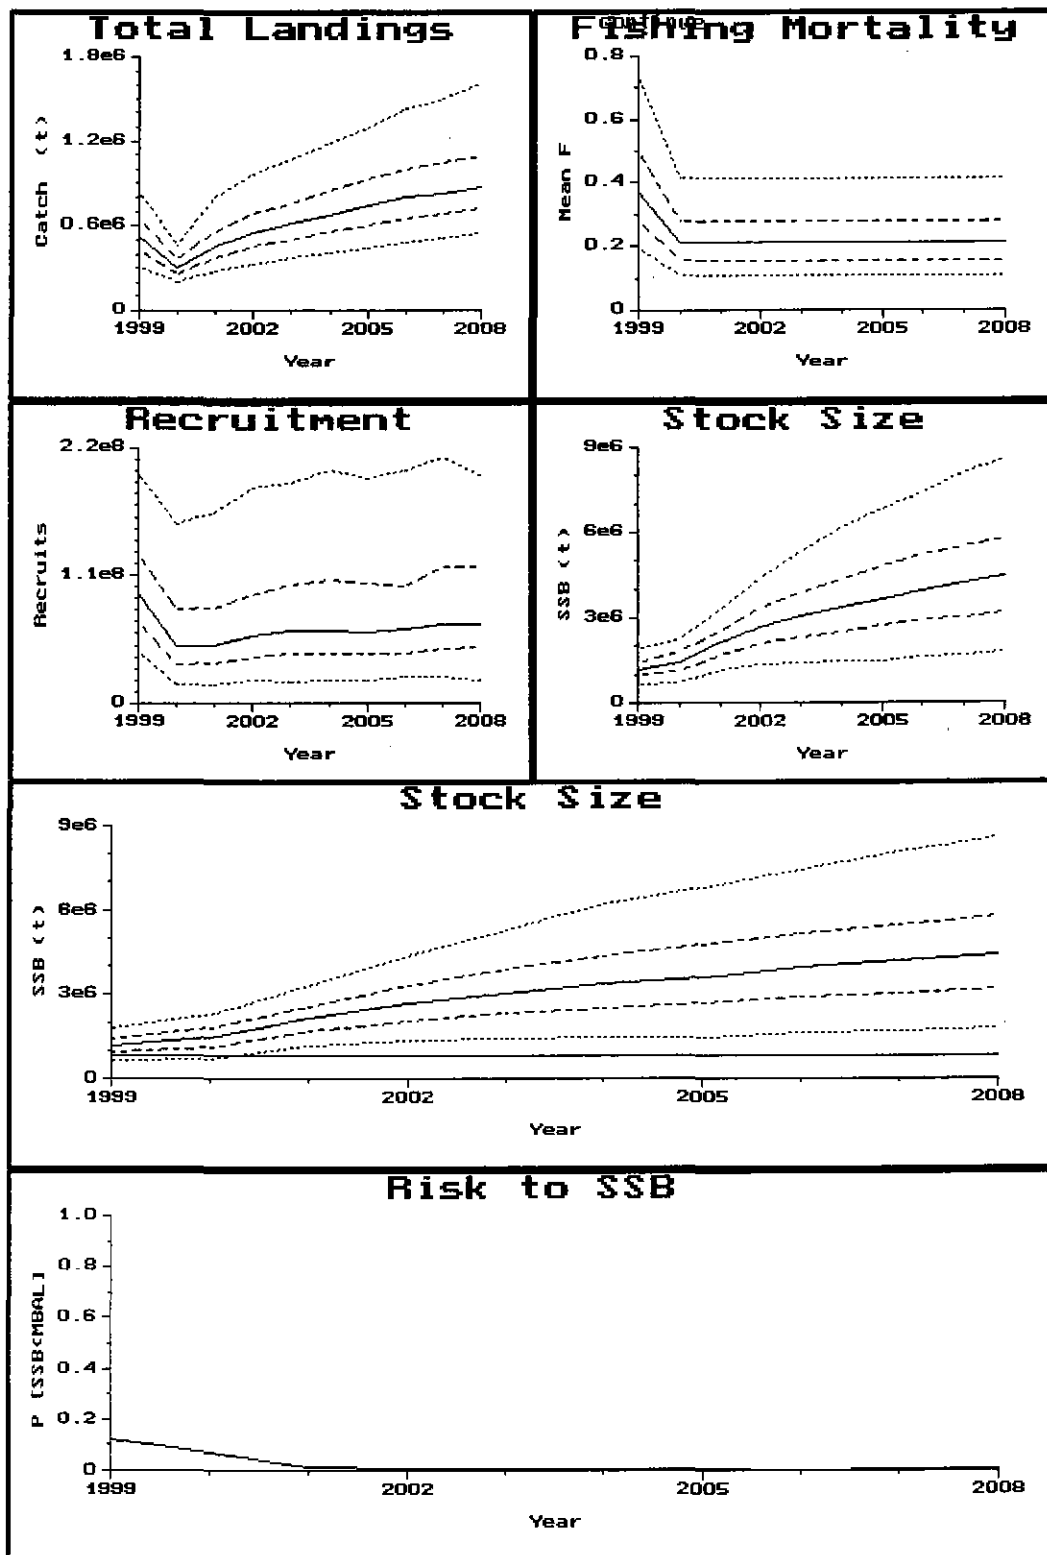 Total Landings
1.8e6
1.2e6
0.6e6
0
Catch (t)
1999 2002 2005 2008
Year
Fishing Mortality
0.8
0.6
0.4
0.2
0
Mean F
1999 2002 2005 2008
Year
Recruitment
2.2e8
1.1e8
0
Recruits
1999 2002 2005 2008
Year
Stock Size
9e6
6e6
3e6
0
SSB (t)
1999 2002 2005 2008
Year
Stock Size
9e6
6e6
3e6
0
SSB (t)
1999 2002 2005 2008
Year
Risk to SSB
1.0
0.8
0.6
0.4
0.2
0
P [SSB<MBAL]
1999 2002 2005 2008
Year